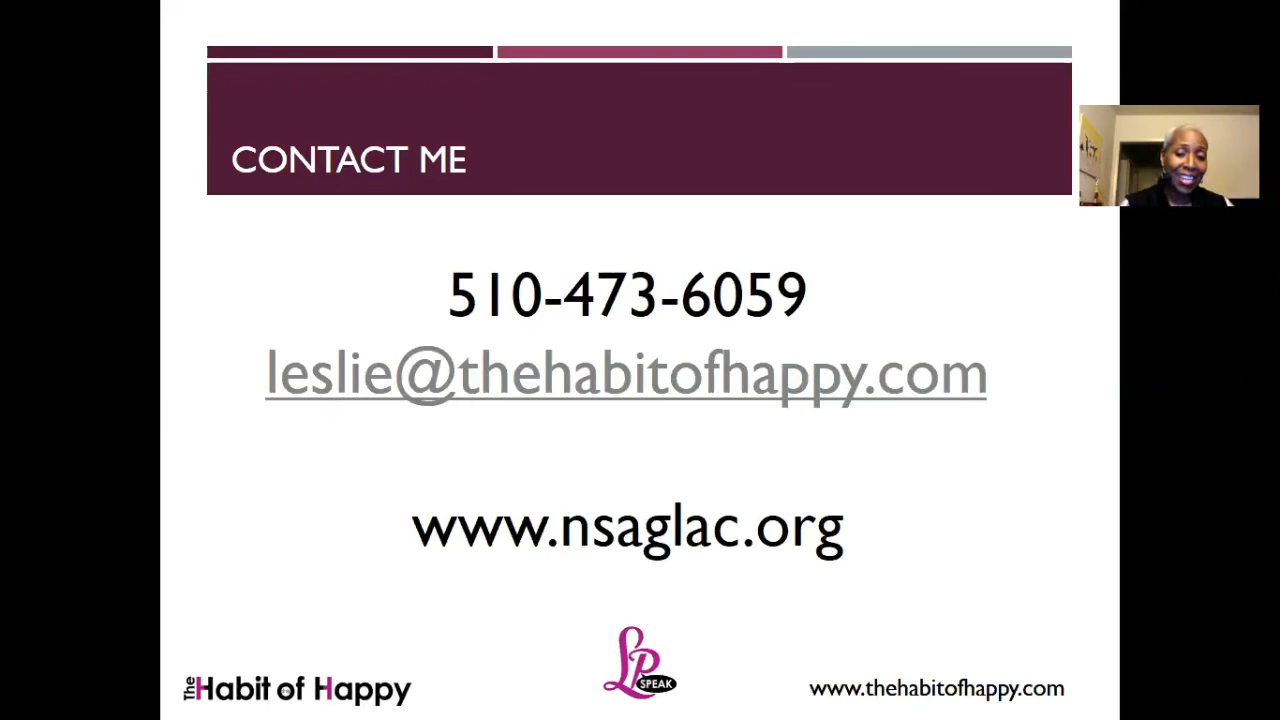 CONTACT ME
510-473-6059
leslie@thehabitofhappy.com
www.nsaglac.org
The Habit of Happy
LP SPEAK
www.thehabitofhappy.com